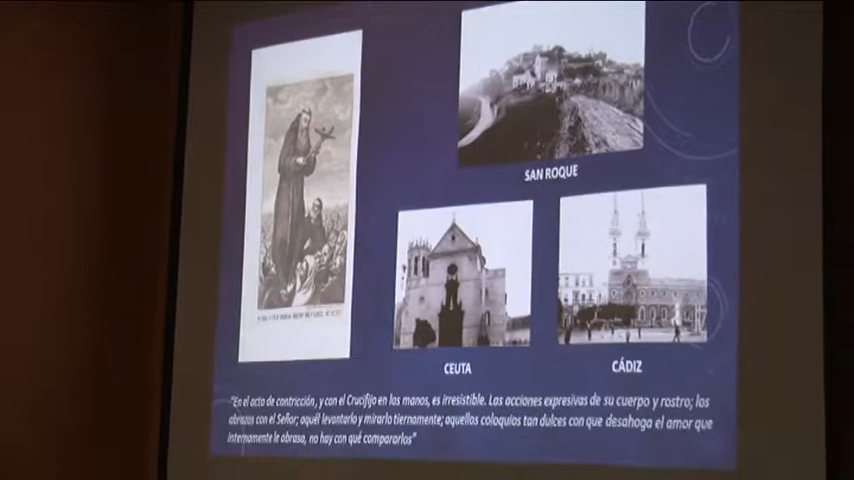 SAN ROQUE
CEUTA
CÁDIZ
"En el acto de contricción, y con el Crucifijo en las manos, es irresistible. Las acciones expresivas de su cuerpo y rostro; los
abrazos con el Señor; aquél levantarlo y mirarlo tiernamente; aquellos coloquios tan dulces con que desahoga el amor que
internamente le abrasa, no hay con qué compararlos"